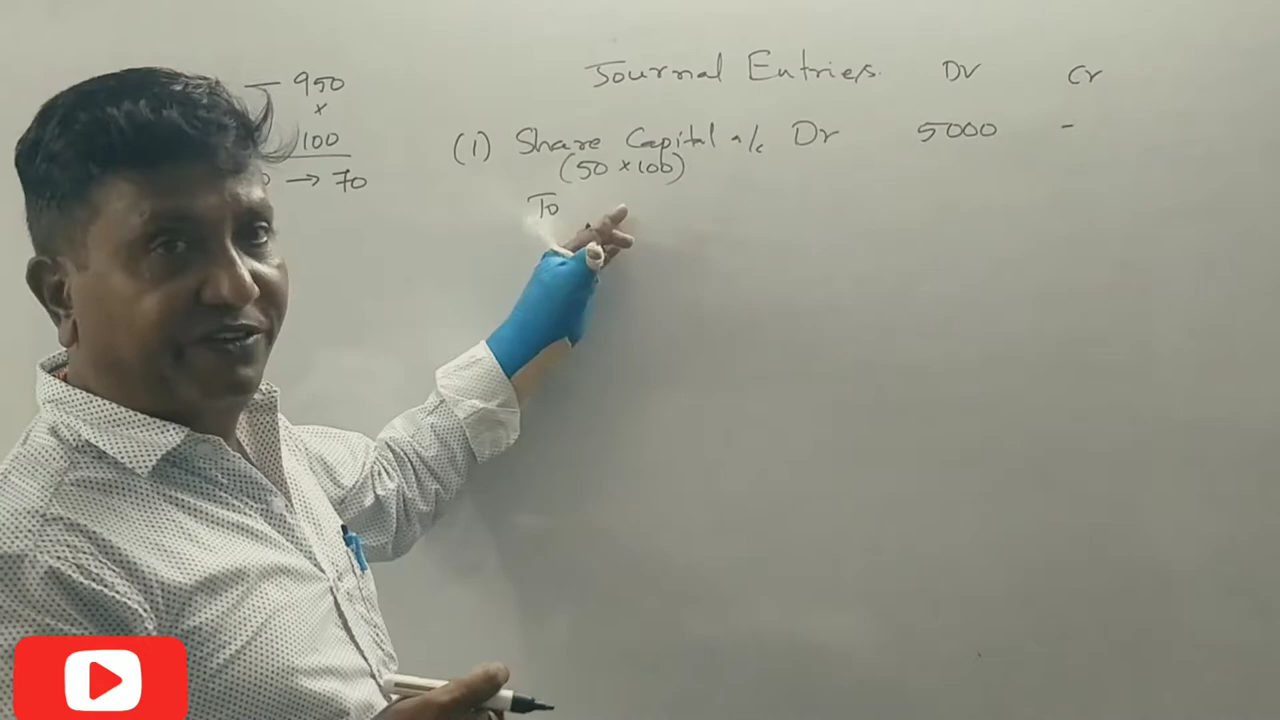 950
×
100
→ 70
Journal Entries. Dr Cr
(1) Share Capital a/c Dr 5000 -
(50 × 100)
To